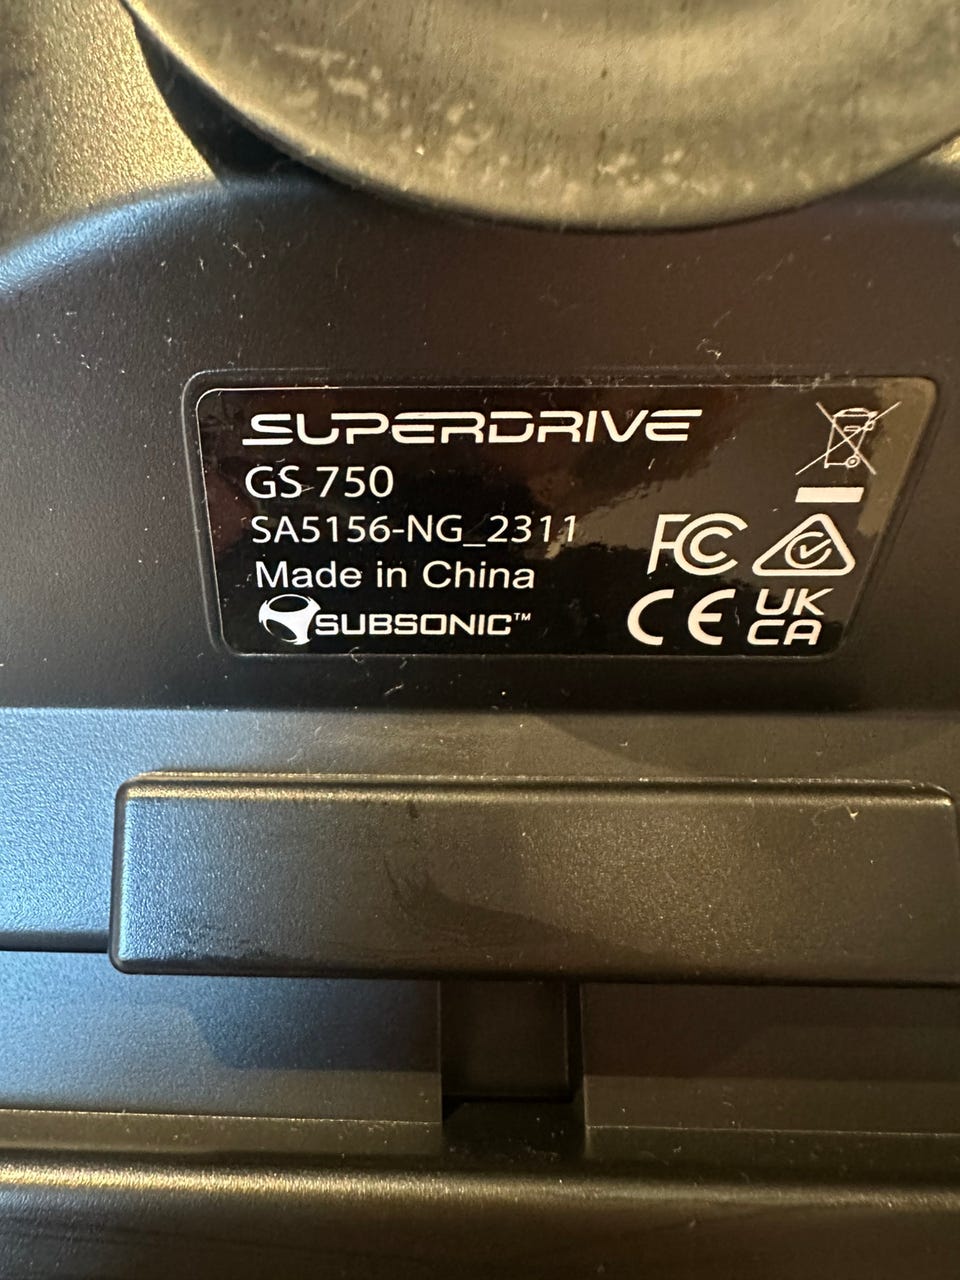 SUPERDRIVE
GS 750
SA5156-NG_2311
Made in China
SUBSONIC™
FC
CE
UK
CA